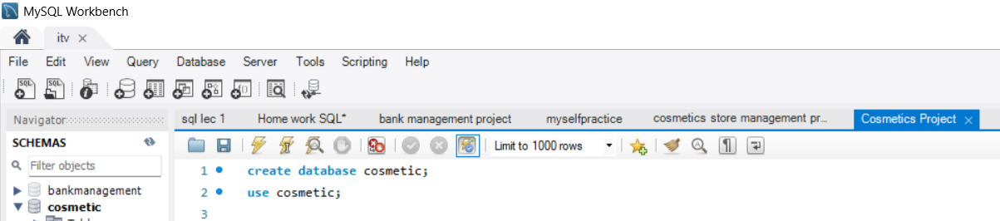 MySQL Workbench
itv
File Edit View Query Database Server Tools Scripting Help
SQL SQL
Navigator
sql lec 1 Home work SQL* bank management project myselfpractice cosmetics store management pr... Cosmetics Project
SCHEMAS
Limit to 1000 rows
Filter objects
1 create database cosmetic;
bankmanagement
2 use cosmetic;
cosmetic
3